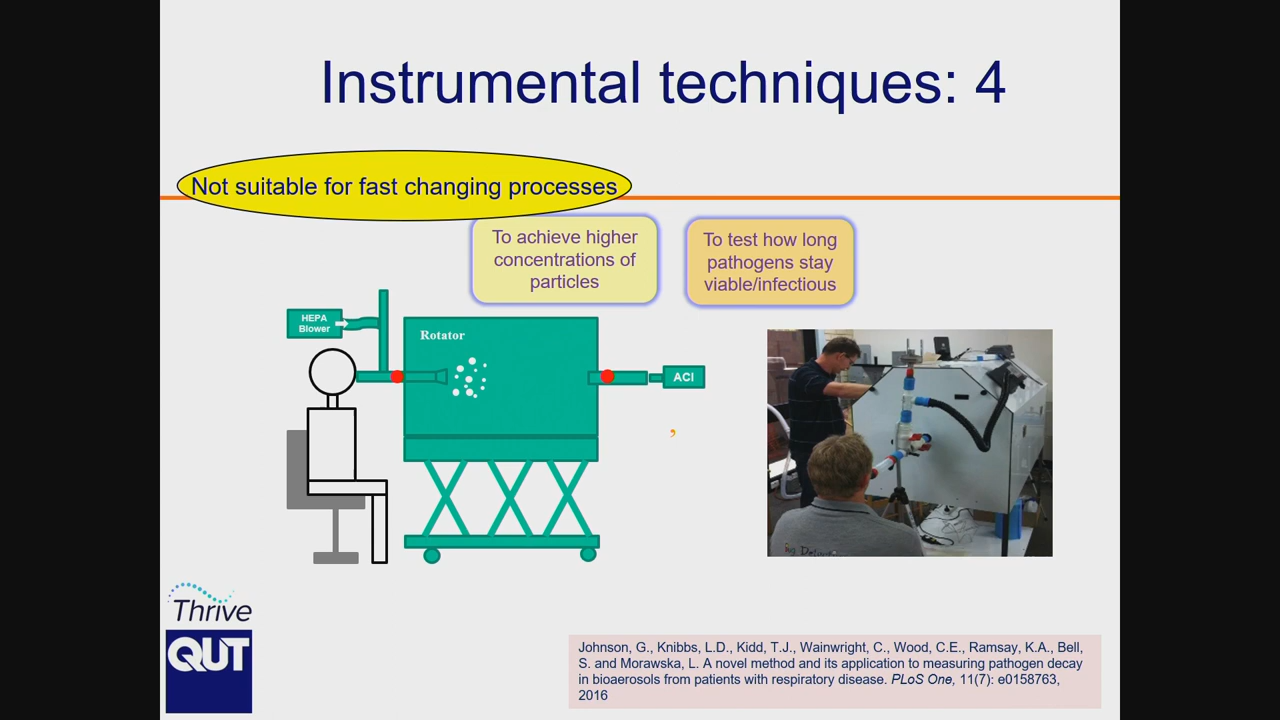 Instrumental techniques: 4
Not suitable for fast changing processes
To achieve higher
concentrations of
particles
To test how long
pathogens stay
viable/infectious
HEPA
Blower
Rotator
ACI
,
Thrive
QUT
Johnson, G., Knibbs, L.D., Kidd, T.J., Wainwright, C., Wood, C.E., Ramsay, K.A., Bell,
S. and Morawska, L. A novel method and its application to measuring pathogen decay
in bioaerosols from patients with respiratory disease. PLoS One, 11(7): e0158763,
2016